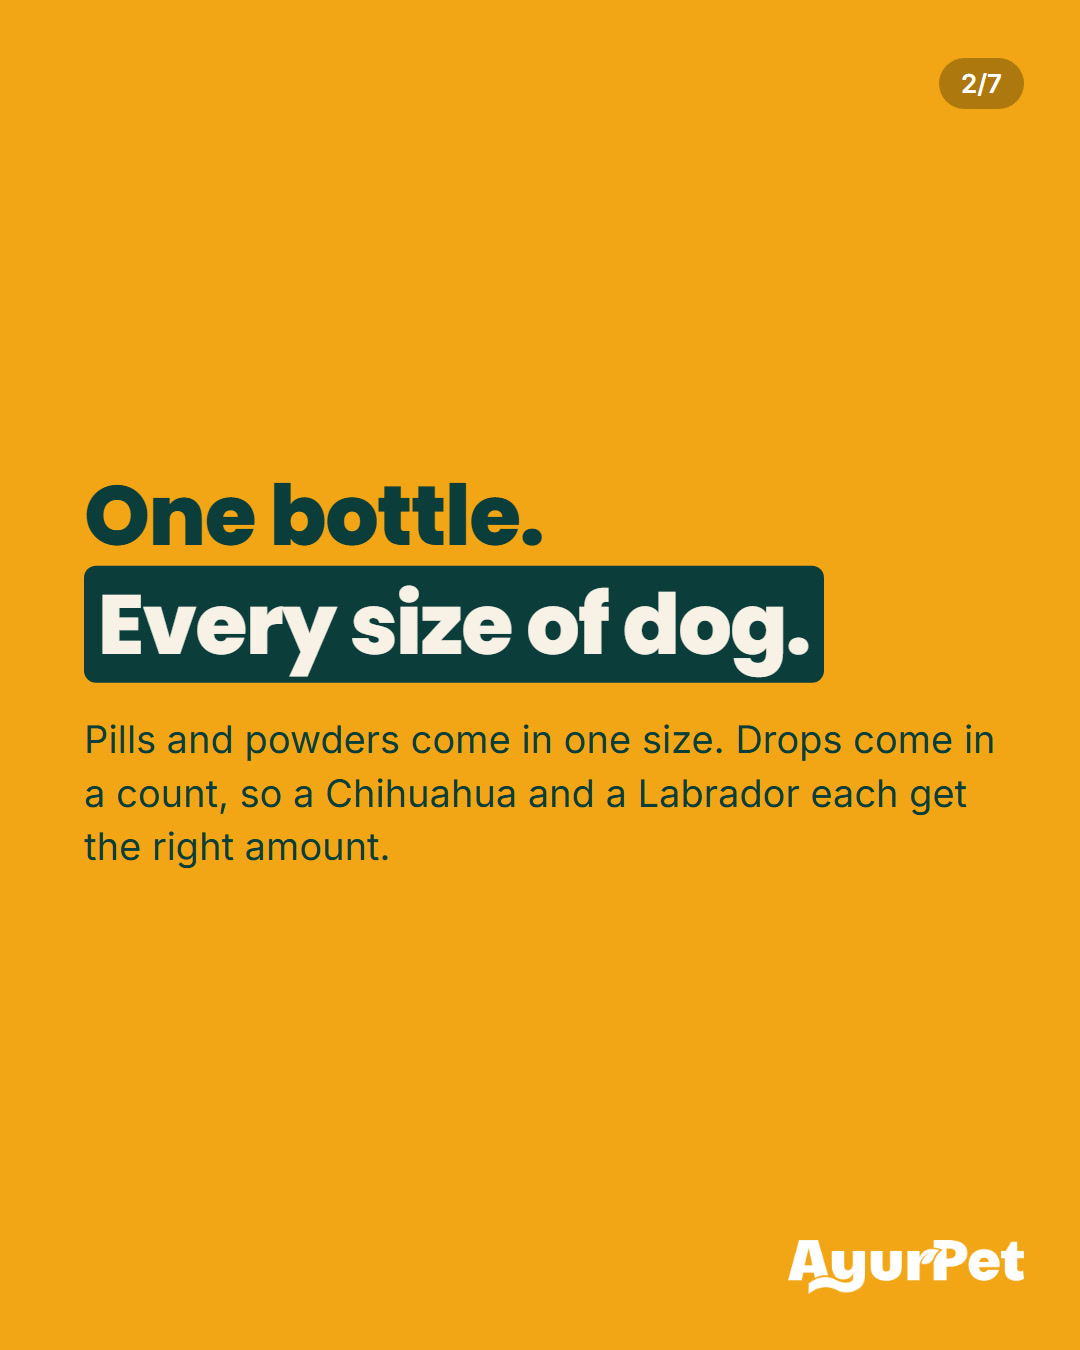 2/7
One bottle.
Every size of dog.
Pills and powders come in one size. Drops come in
a count, so a Chihuahua and a Labrador each get
the right amount.
AyurPet